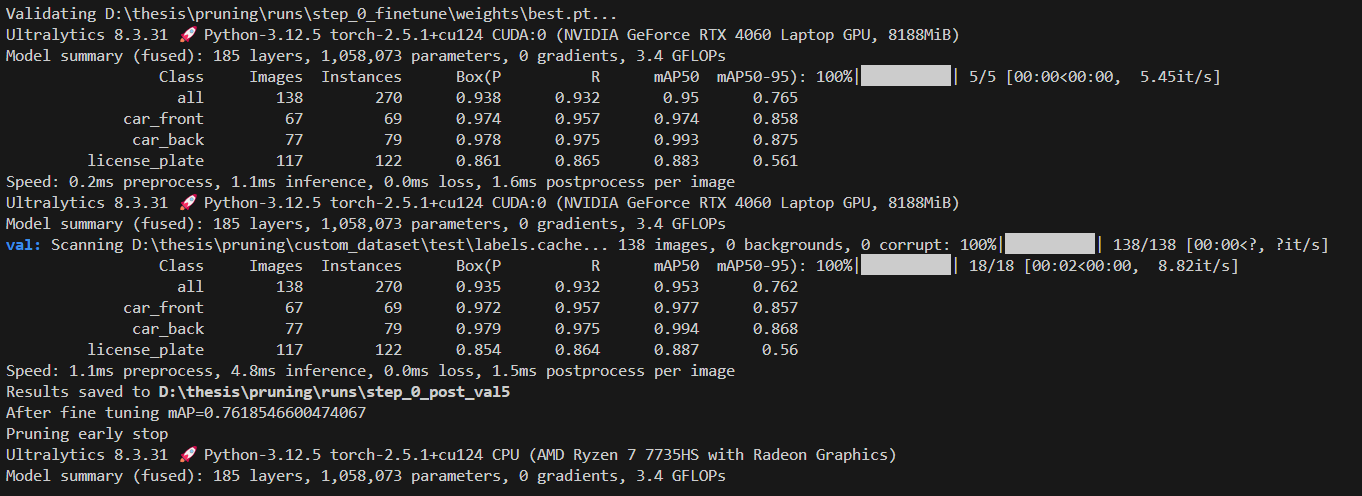 Validating D:\thesis\pruning\runs\step_0_finetune\weights\best.pt...
Ultralytics 8.3.31 🚀 Python-3.12.5 torch-2.5.1+cu124 CUDA:0 (NVIDIA GeForce RTX 4060 Laptop GPU, 8188MiB)
Model summary (fused): 185 layers, 1,058,073 parameters, 0 gradients, 3.4 GFLOPs
Class Images Instances Box(P R mAP50 mAP50-95): 100%|██████████| 5/5 [00:00<00:00, 5.45it/s]
all 138 270 0.938 0.932 0.95 0.765
car_front 67 69 0.974 0.957 0.974 0.858
car_back 77 79 0.978 0.975 0.993 0.875
license_plate 117 122 0.861 0.865 0.883 0.561
Speed: 0.2ms preprocess, 1.1ms inference, 0.0ms loss, 1.6ms postprocess per image
Ultralytics 8.3.31 🚀 Python-3.12.5 torch-2.5.1+cu124 CUDA:0 (NVIDIA GeForce RTX 4060 Laptop GPU, 8188MiB)
Model summary (fused): 185 layers, 1,058,073 parameters, 0 gradients, 3.4 GFLOPs
val: Scanning D:\thesis\pruning\custom_dataset\test\labels.cache... 138 images, 0 backgrounds, 0 corrupt: 100%|██████████| 138/138 [00:00<?, ?it/s]
Class Images Instances Box(P R mAP50 mAP50-95): 100%|██████████| 18/18 [00:02<00:00, 8.82it/s]
all 138 270 0.935 0.932 0.953 0.762
car_front 67 69 0.972 0.957 0.977 0.857
car_back 77 79 0.979 0.975 0.994 0.868
license_plate 117 122 0.854 0.864 0.887 0.56
Speed: 1.1ms preprocess, 4.8ms inference, 0.0ms loss, 1.5ms postprocess per image
Results saved to D:\thesis\pruning\runs\step_0_post_val5
After fine tuning mAP=0.7618546600474067
Pruning early stop
Ultralytics 8.3.31 🚀 Python-3.12.5 torch-2.5.1+cu124 CPU (AMD Ryzen 7 7735HS with Radeon Graphics)
Model summary (fused): 185 layers, 1,058,073 parameters, 0 gradients, 3.4 GFLOPs